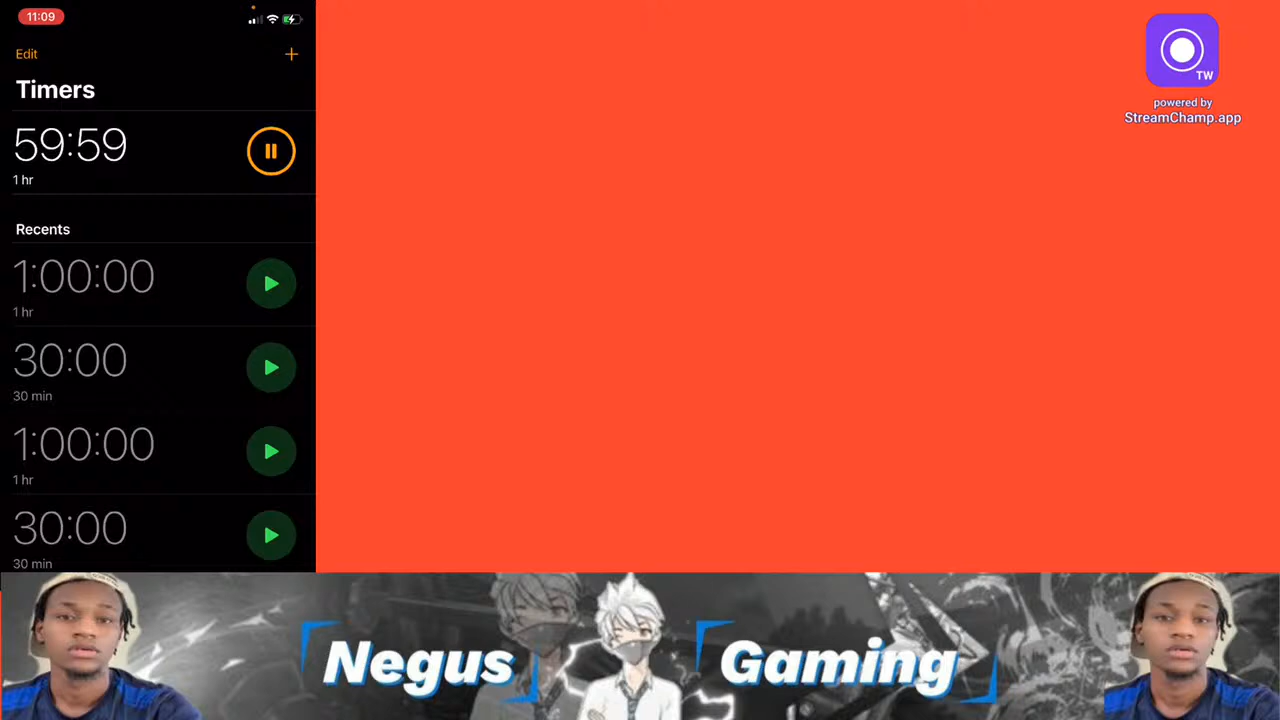 11:09
Edit
Timers
59:59
1 hr
Recents
1:00:00
1 hr
30:00
30 min
1:00:00
1 hr
30:00
30 min
TW
powered by
StreamChamp.app
Negus Gaming